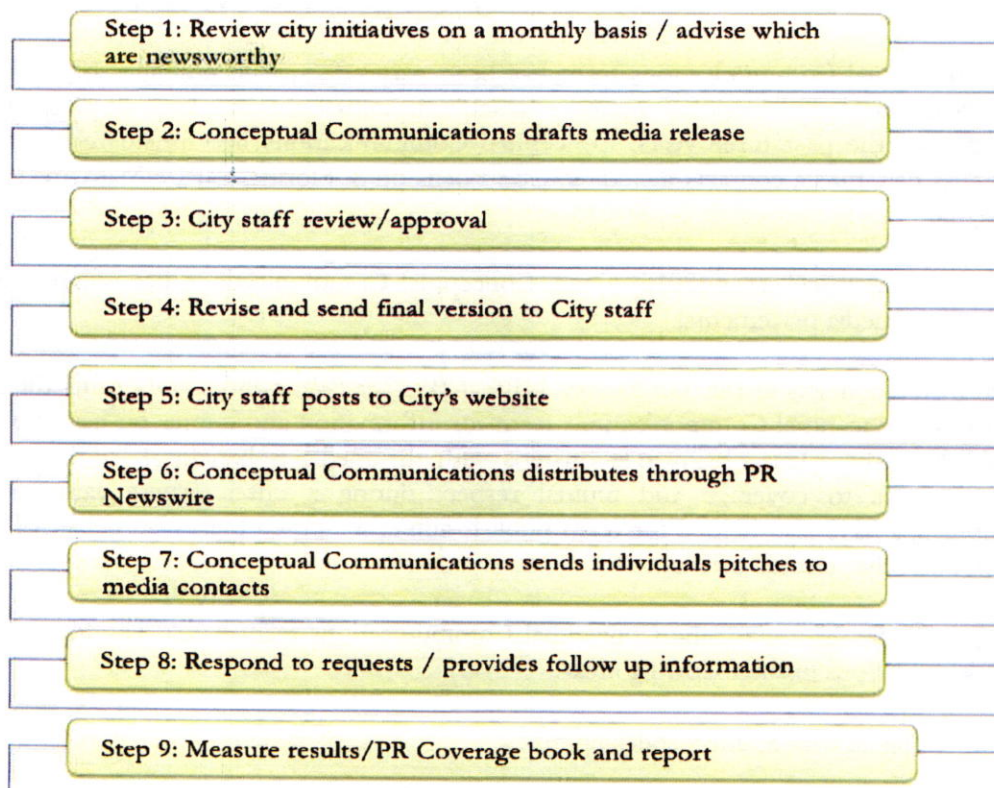 Step 1: Review city initiatives on a monthly basis / advise which
are newsworthy
Step 2: Conceptual Communications drafts media release
Step 3: City staff review/approval
Step 4: Revise and send final version to City staff
Step 5: City staff posts to City's website
Step 6: Conceptual Communications distributes through PR
Newswire
Step 7: Conceptual Communications sends individuals pitches to
media contacts
Step 8: Respond to requests / provides follow up information
Step 9: Measure results/PR Coverage book and report